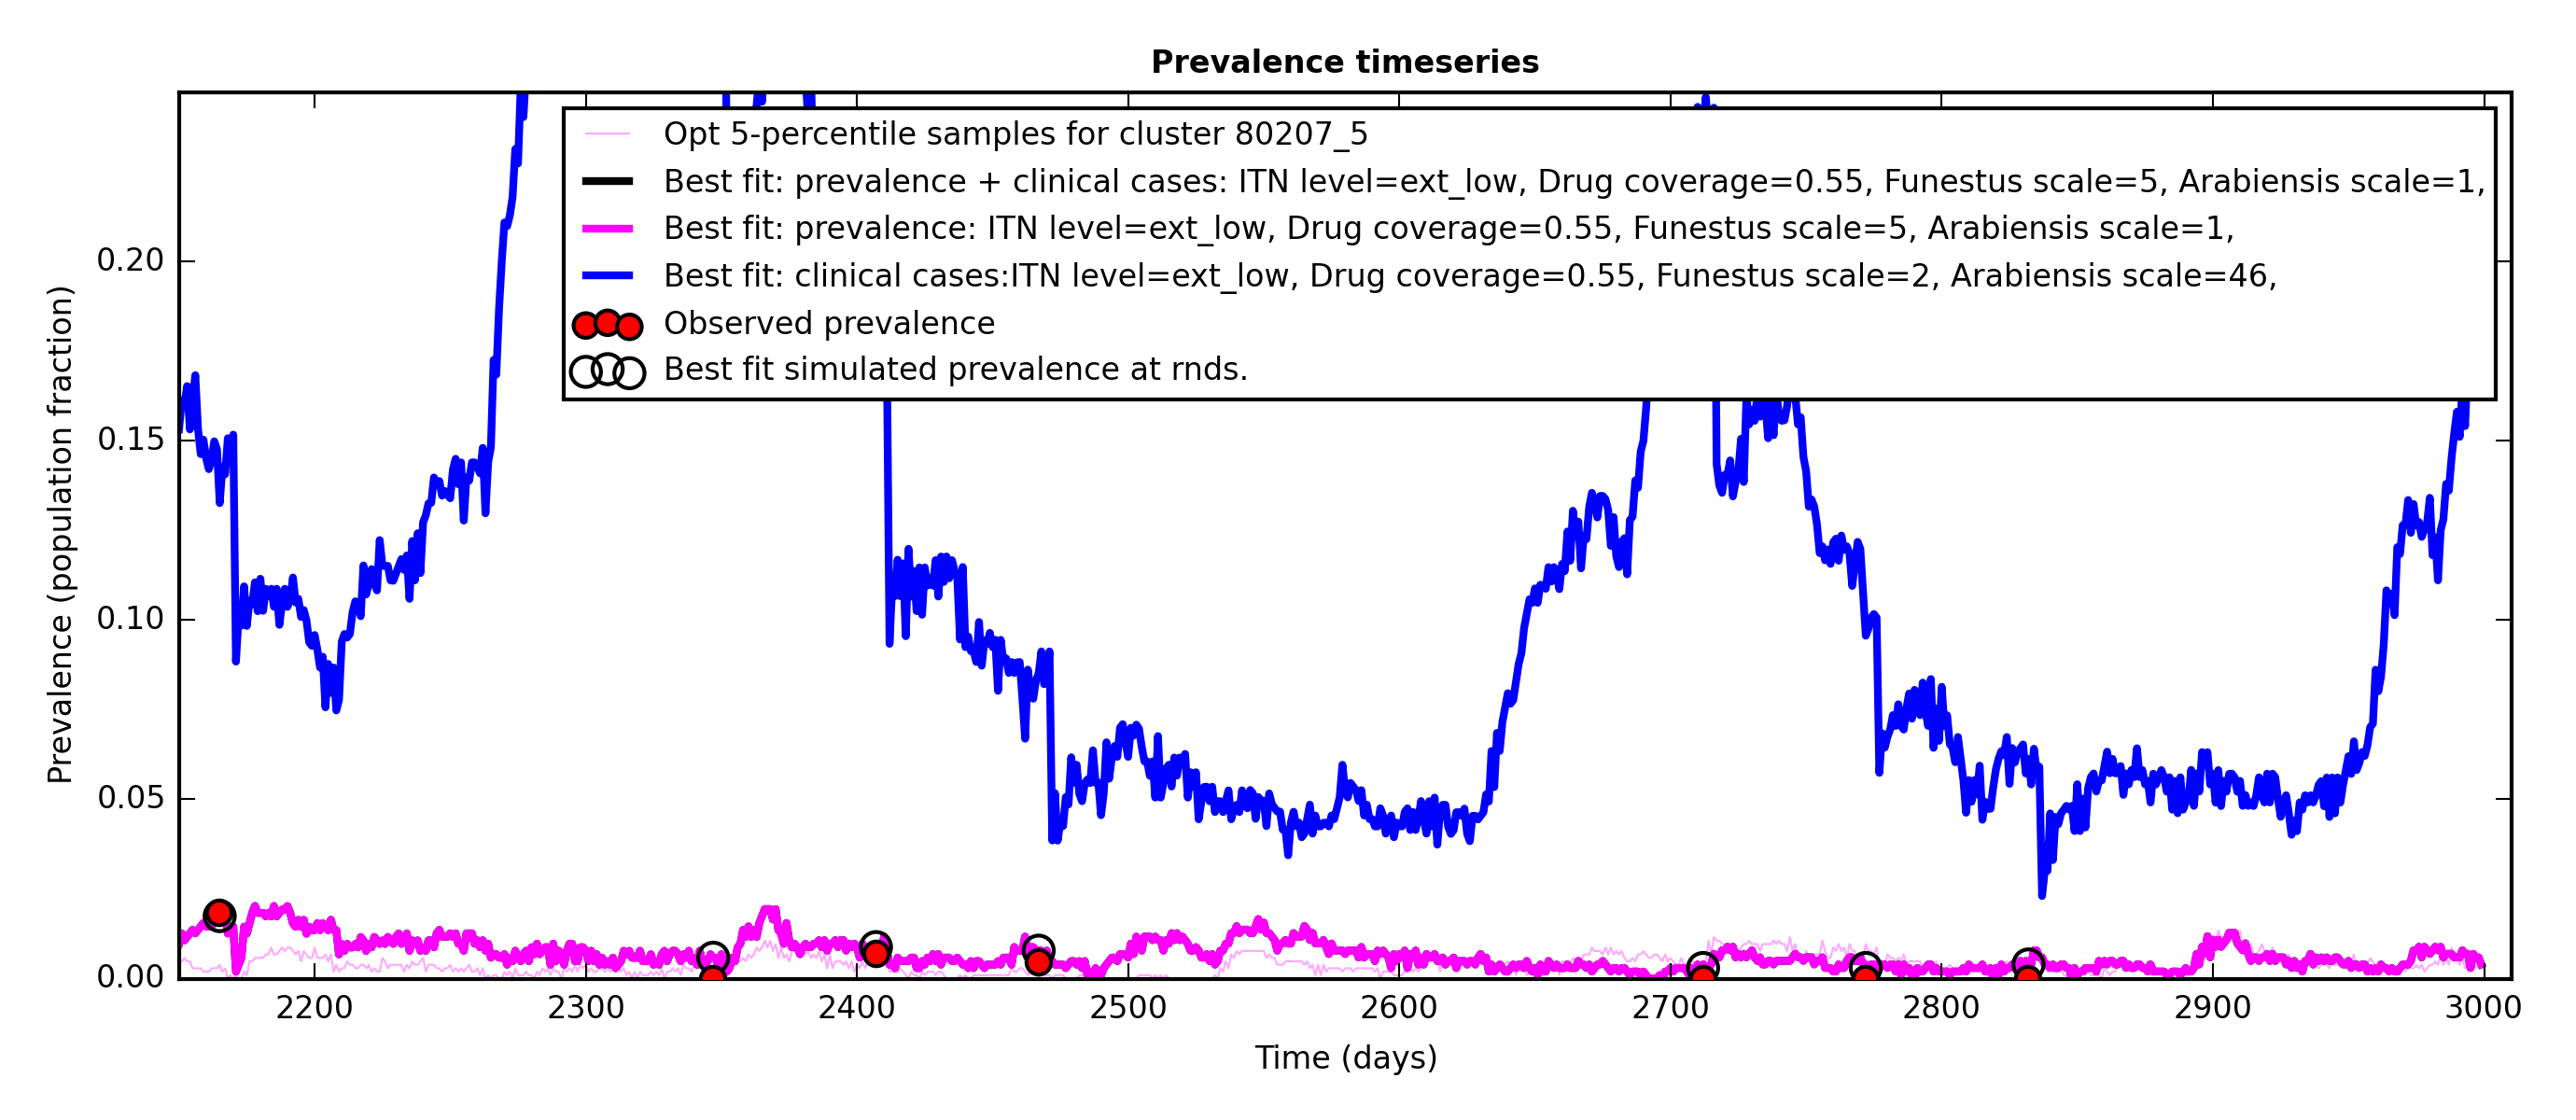 Prevalence timeseries
Opt 5-percentile samples for cluster 80207_5
Best fit: prevalence + clinical cases: ITN level=ext_low, Drug coverage=0.55, Funestus scale=5, Arabiensis scale=1,
Best fit: prevalence: ITN level=ext_low, Drug coverage=0.55, Funestus scale=5, Arabiensis scale=1,
Best fit: clinical cases:ITN level=ext_low, Drug coverage=0.55, Funestus scale=2, Arabiensis scale=46,
Observed prevalence
Best fit simulated prevalence at rnds.
Prevalence (population fraction)
0.20
0.15
0.10
0.05
0.00
2200 2300 2400 2500 2600 2700 2800 2900 3000
Time (days)